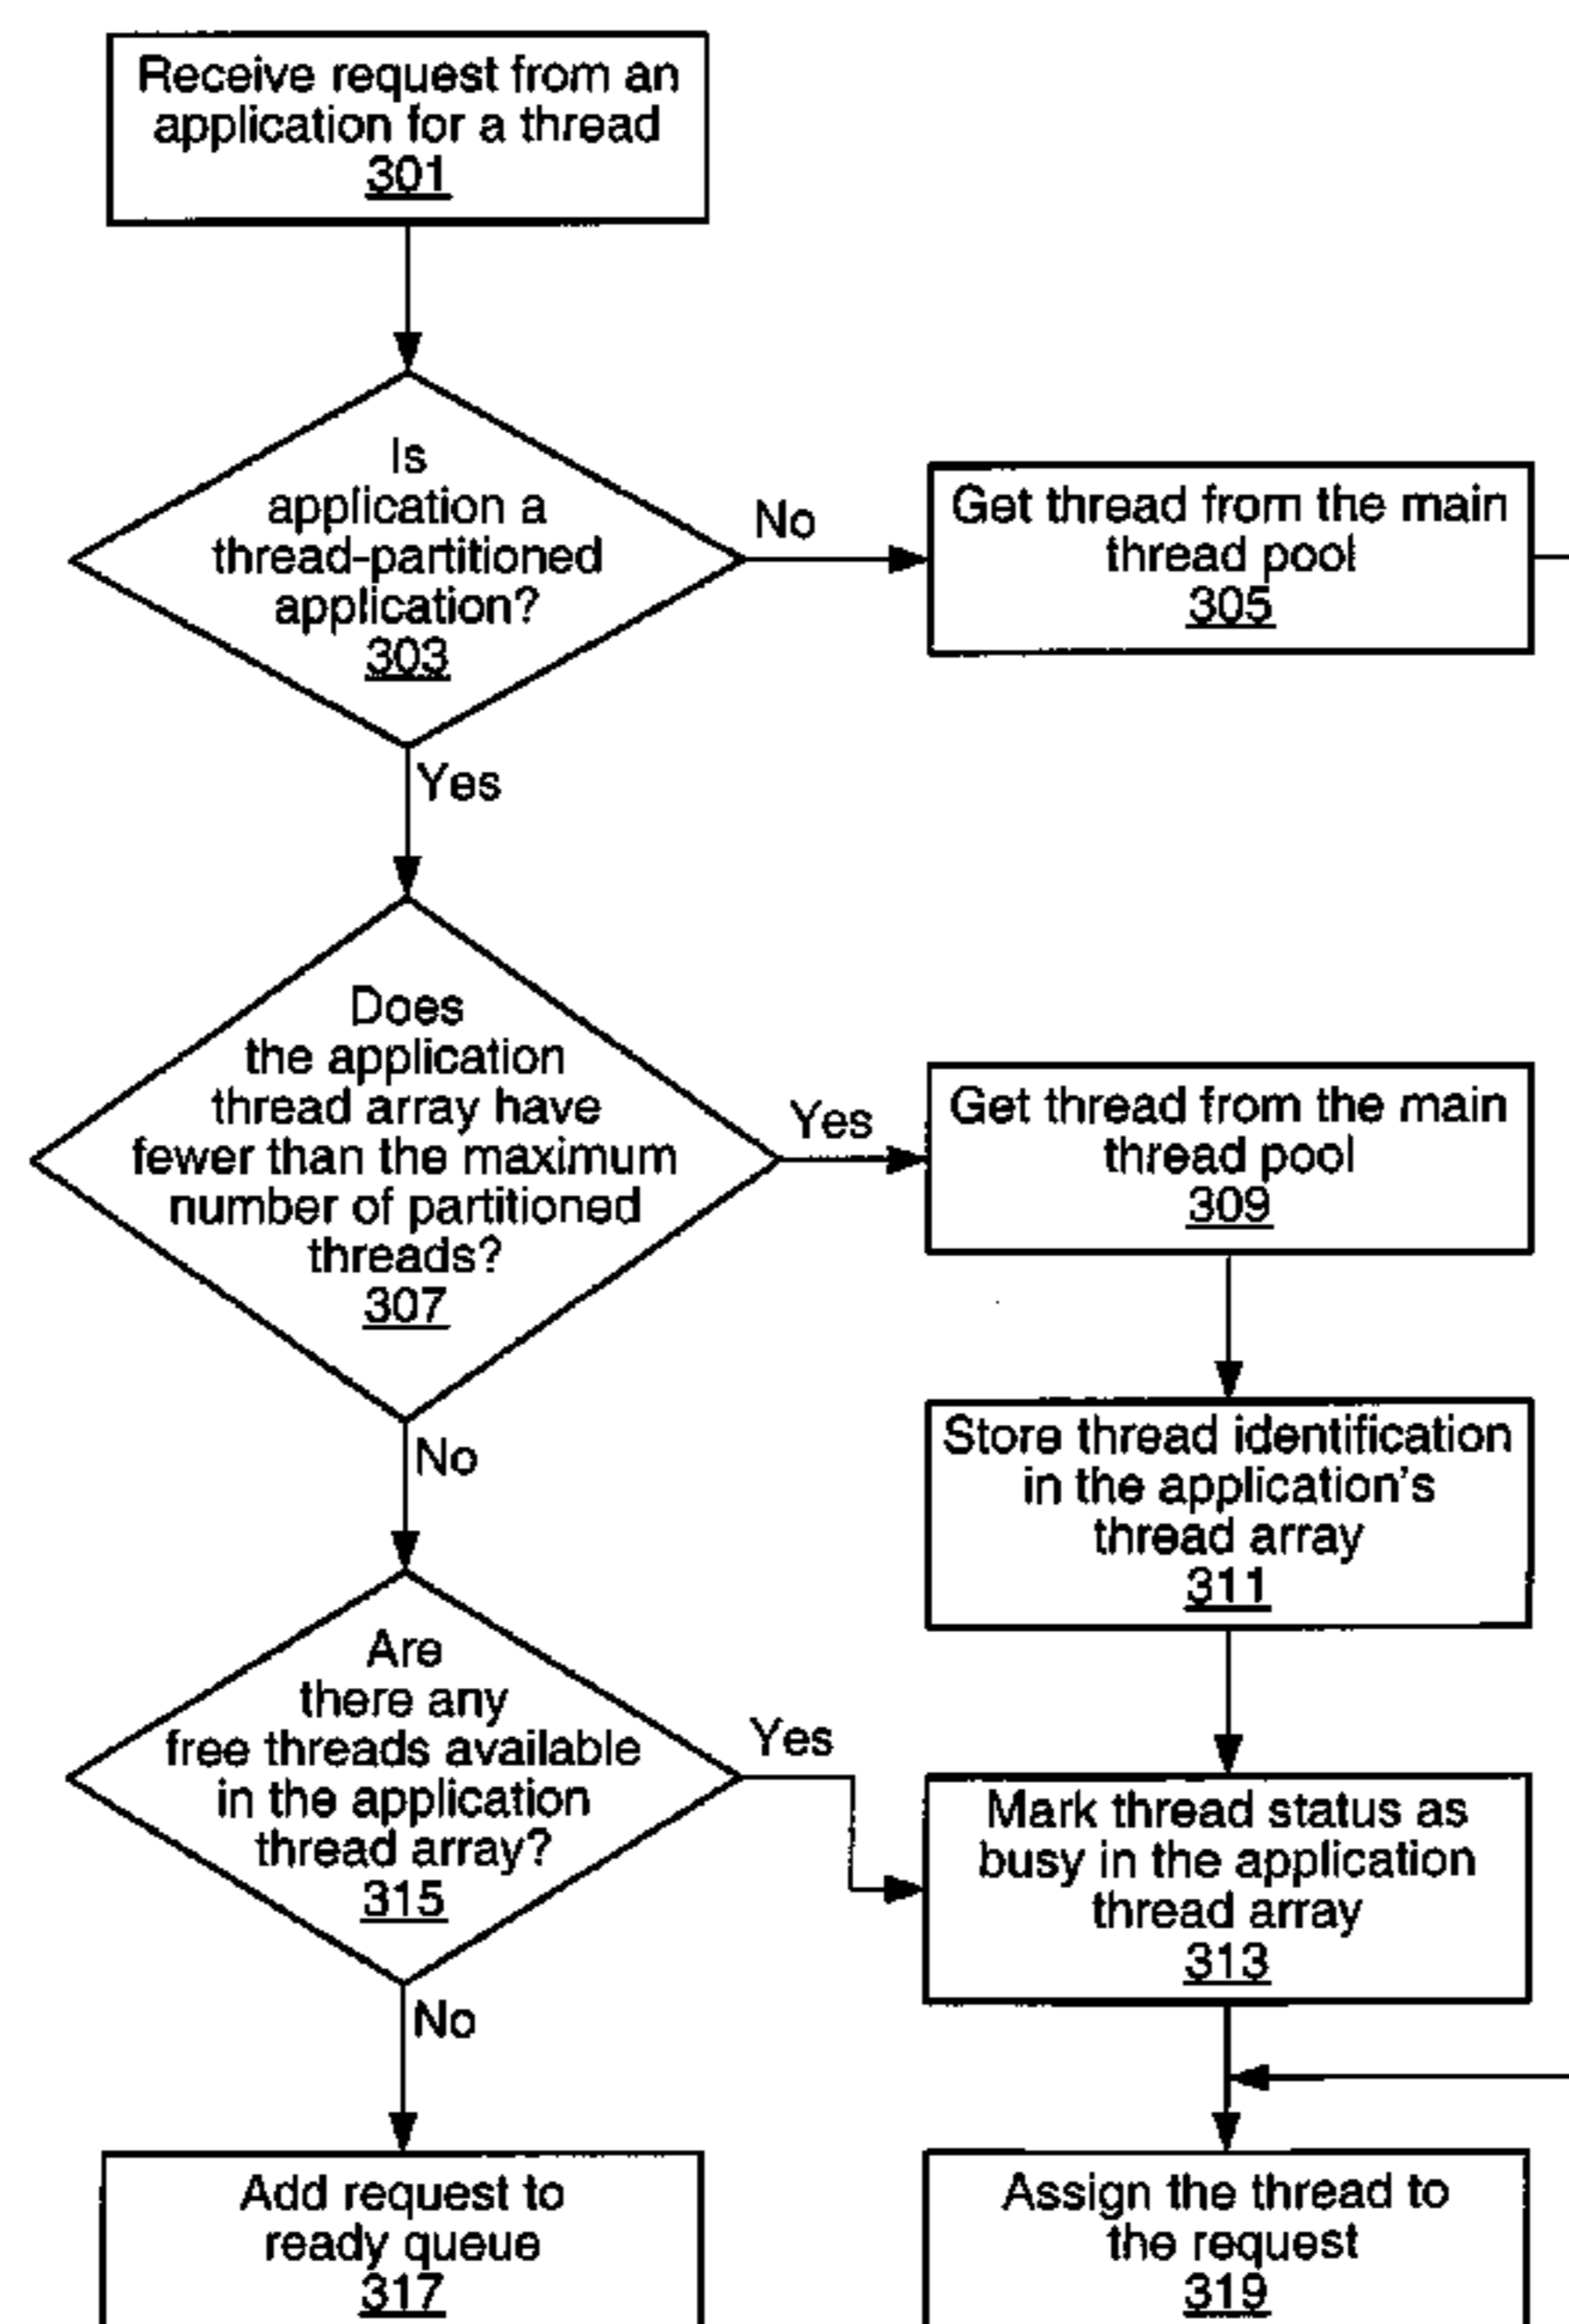 Receive request from an
application for a thread
301
Is
application a
thread-partitioned
application?
303
No
Get thread from the main
thread pool
305
Yes
Does
the application
thread array have
fewer than the maximum
number of partitioned
threads?
307
Yes
Get thread from the main
thread pool
309
No
Store thread identification
in the application's
thread array
311
Are
there any
free threads available
in the application
thread array?
315
Yes
Mark thread status as
busy in the application
thread array
313
No
Add request to
ready queue
317
Assign the thread to
the request
319